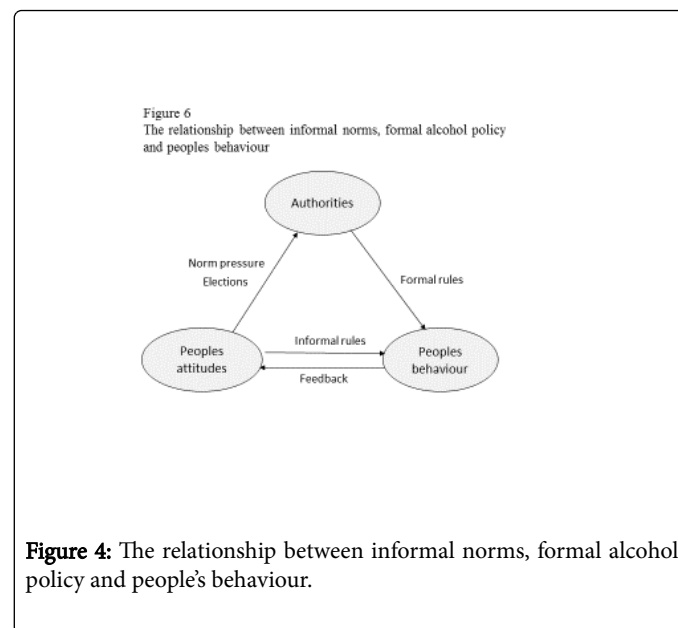 Figure 6
The relationship between informal norms, formal alcohol policy
and peoples behaviour
Authorities
Norm pressure
Elections
Formal rules
Peoples
attitudes
Informal rules
Feedback
Peoples
behaviour
Figure 4: The relationship between informal norms, formal alcohol
policy and people's behaviour.